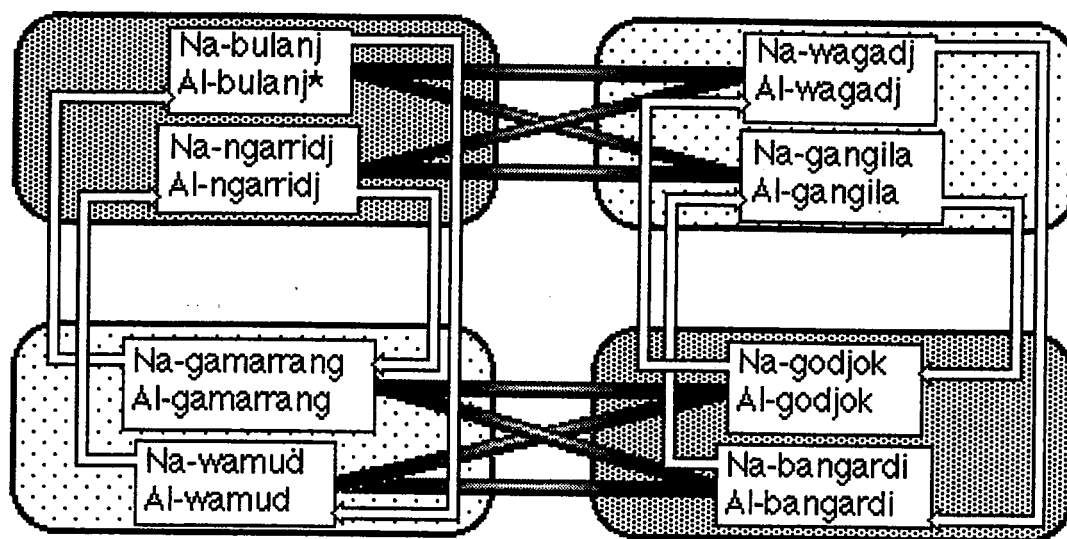 Na-bulanj
Al-bulanj*
Na-ngarridj
Al-ngarridj
Na-wagadj
Al-wagadj
Na-gangila
Al-gangila
Na-gamarrang
Al-gamarrang
Na-wamud
Al-wamud
Na-godjok
Al-godjok
Na-bangardi
Al-bangardi